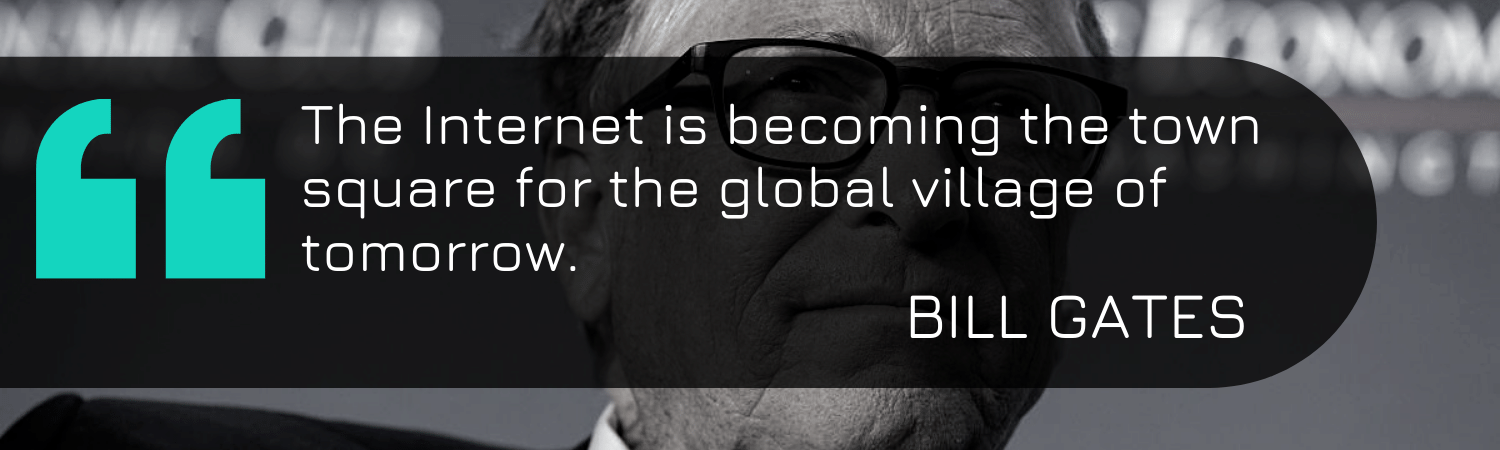 The Internet is becoming the town
square for the global village of
tomorrow.
BILL GATES